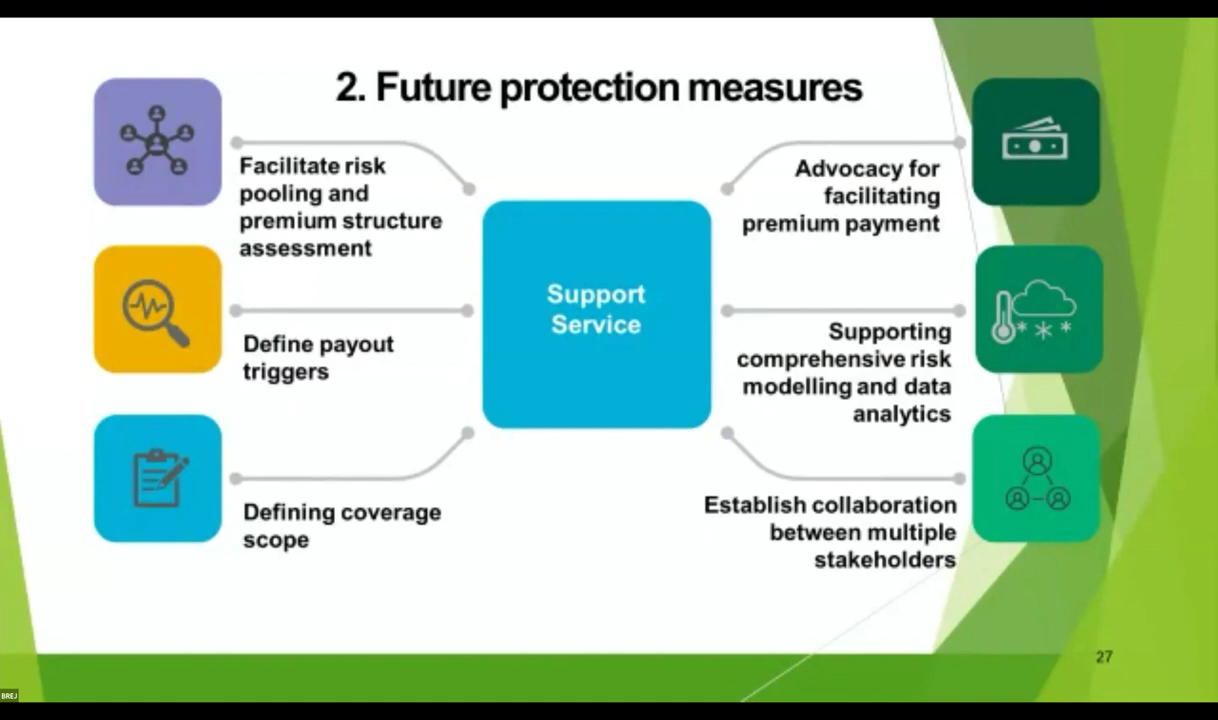 2. Future protection measures
Facilitate risk
pooling and
premium structure
assessment
Define payout
triggers
Defining coverage
scope
Support
Service
Advocacy for
facilitating
premium payment
Supporting
comprehensive risk
modelling and data
analytics
Establish collaboration
between multiple
stakeholders
27
BREJ